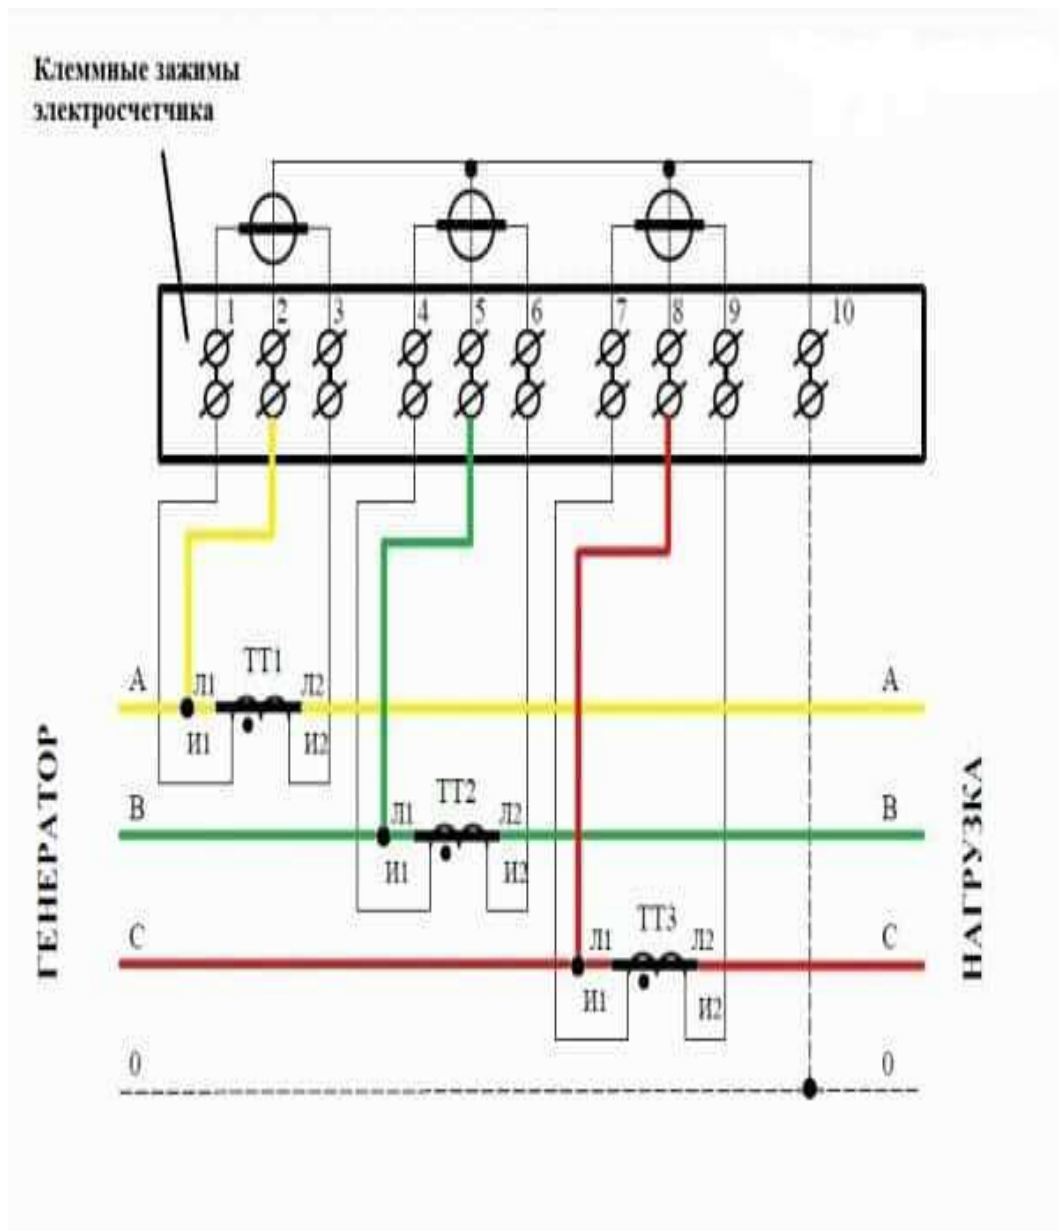 Клеммные зажимы
электросчетчика
1 2 3 4 5 6 7 8 9 10
ТТ1
А Л1 Л2 А
И1 И2
ТТ2
В Л1 Л2 В
И1 И2
ТТ3
С Л1 Л2 С
И1 И2
0 0
ГЕНЕРАТОР
НАГРУЗКА